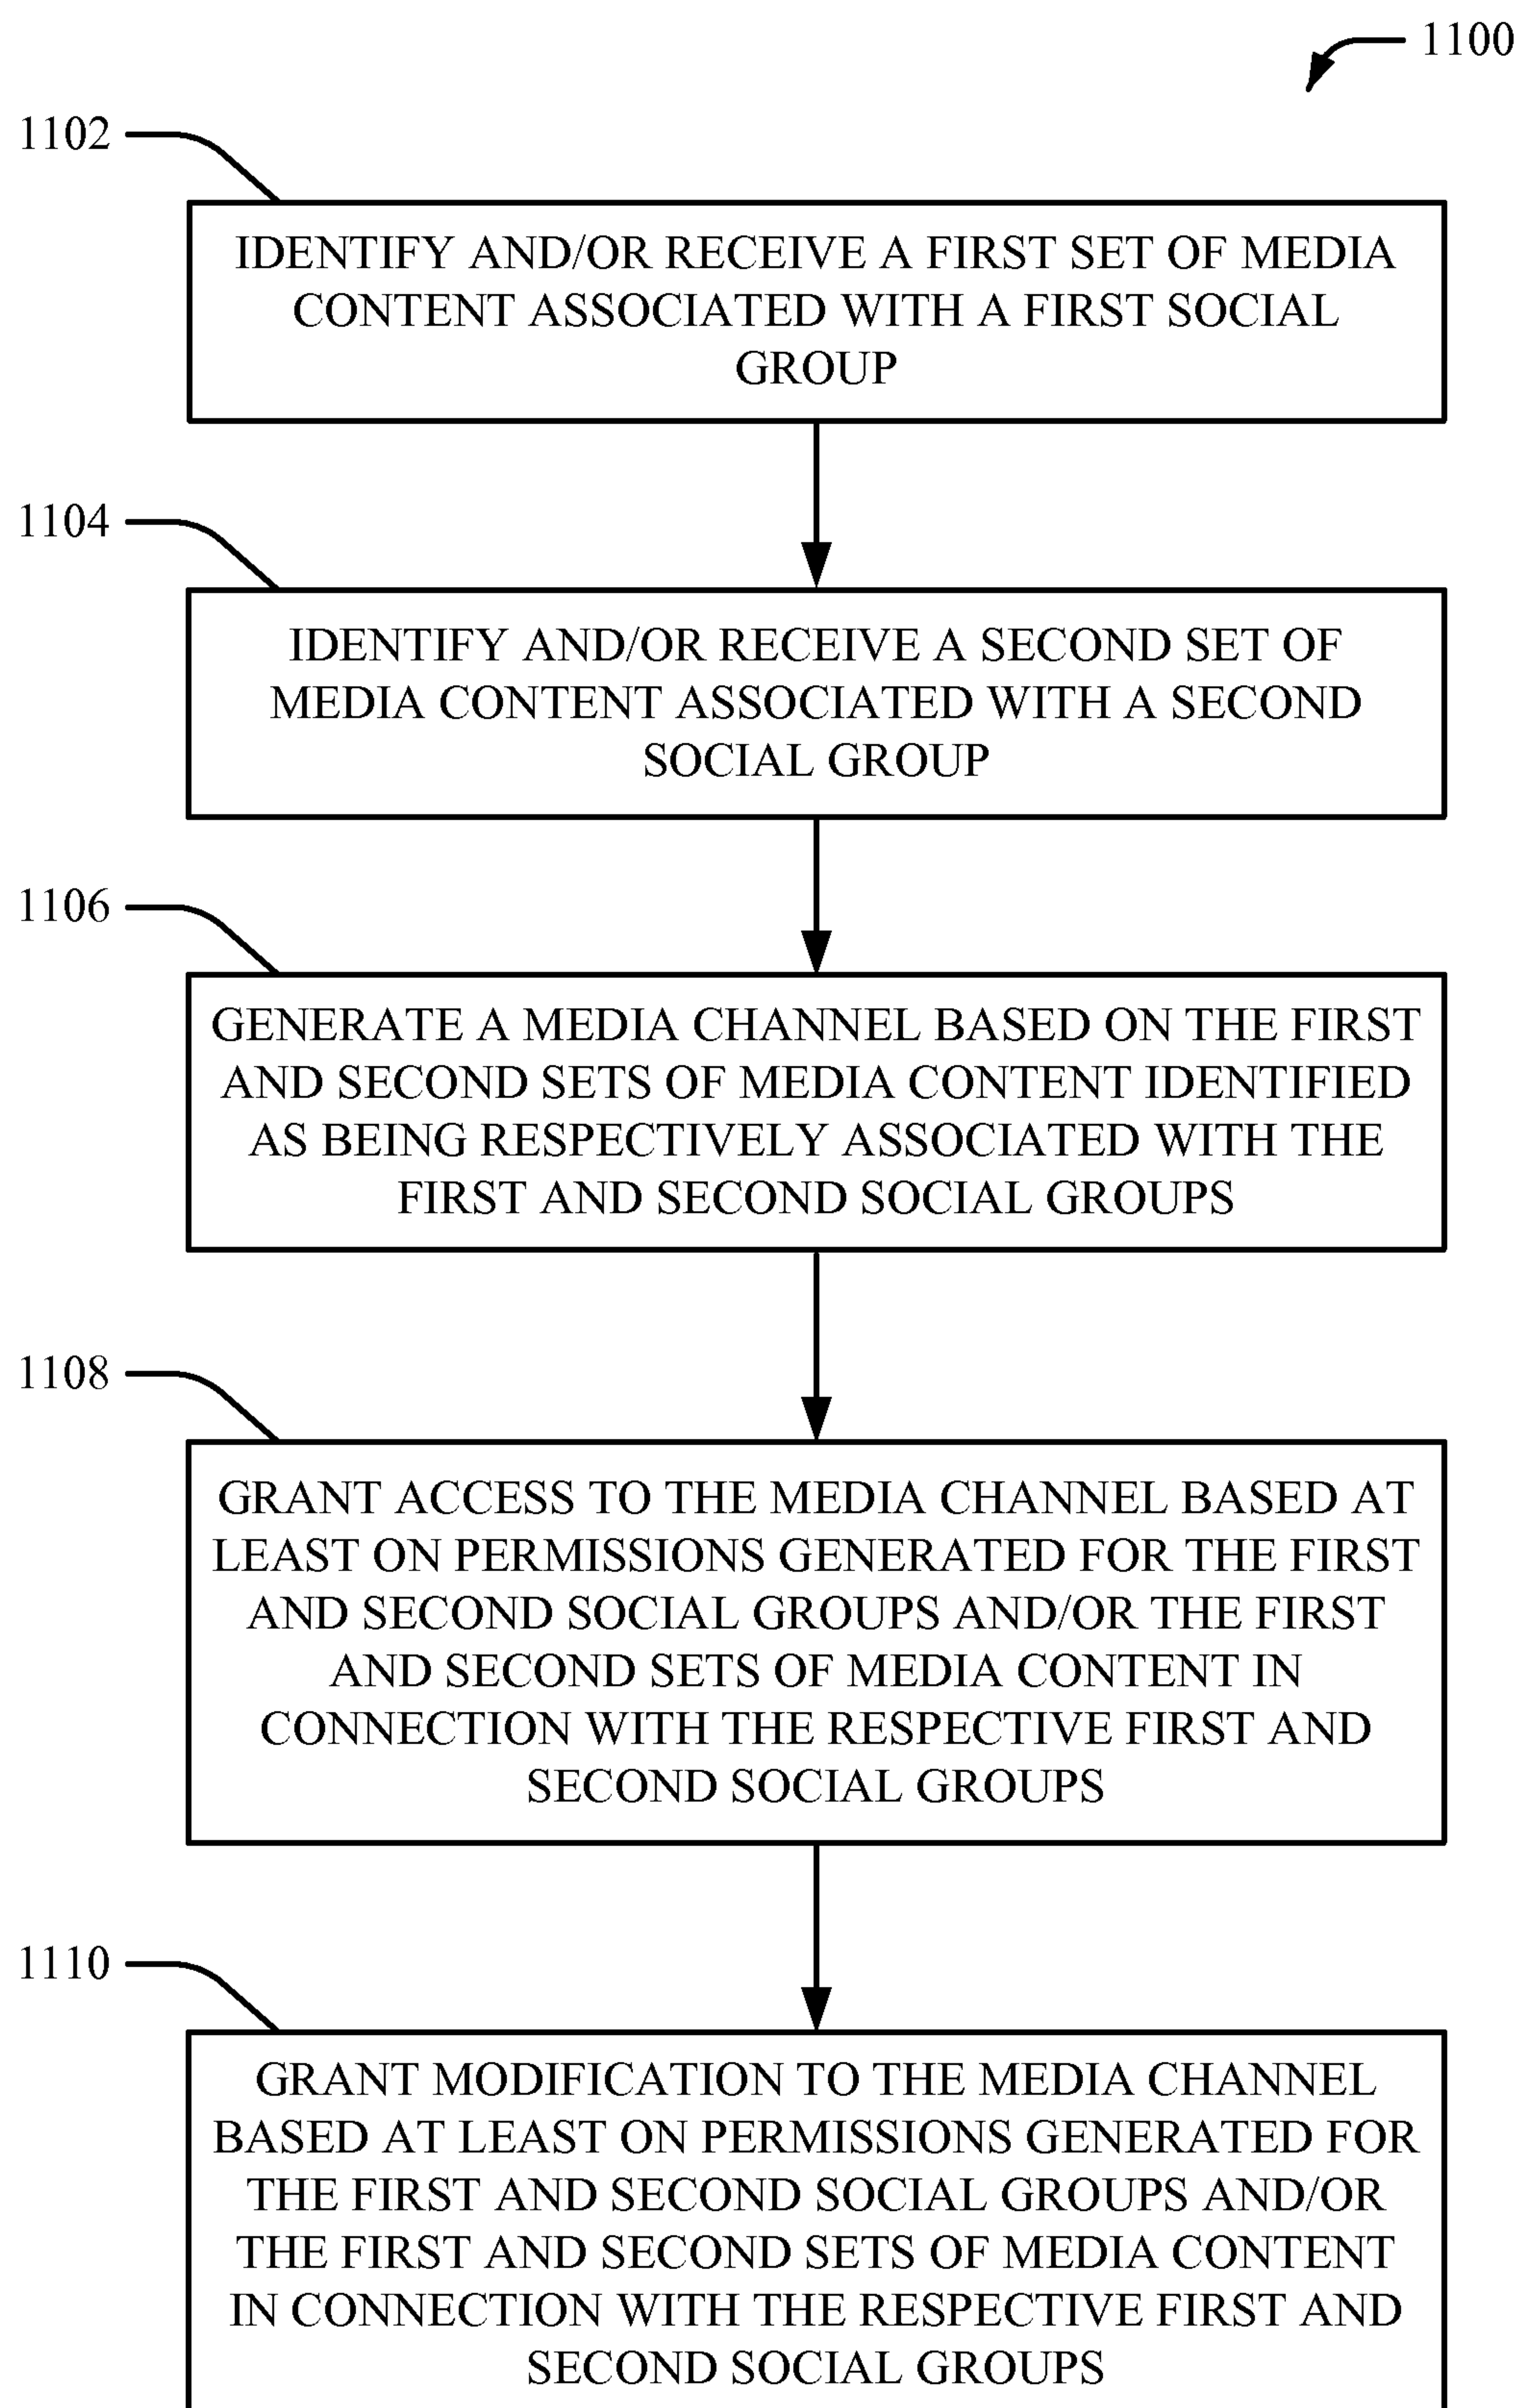 1100
1102
IDENTIFY AND/OR RECEIVE A FIRST SET OF MEDIA
CONTENT ASSOCIATED WITH A FIRST SOCIAL
GROUP
1104
IDENTIFY AND/OR RECEIVE A SECOND SET OF
MEDIA CONTENT ASSOCIATED WITH A SECOND
SOCIAL GROUP
1106
GENERATE A MEDIA CHANNEL BASED ON THE FIRST
AND SECOND SETS OF MEDIA CONTENT IDENTIFIED
AS BEING RESPECTIVELY ASSOCIATED WITH THE
FIRST AND SECOND SOCIAL GROUPS
1108
GRANT ACCESS TO THE MEDIA CHANNEL BASED AT
LEAST ON PERMISSIONS GENERATED FOR THE FIRST
AND SECOND SOCIAL GROUPS AND/OR THE FIRST
AND SECOND SETS OF MEDIA CONTENT IN
CONNECTION WITH THE RESPECTIVE FIRST AND
SECOND SOCIAL GROUPS
1110
GRANT MODIFICATION TO THE MEDIA CHANNEL
BASED AT LEAST ON PERMISSIONS GENERATED FOR
THE FIRST AND SECOND SOCIAL GROUPS AND/OR
THE FIRST AND SECOND SETS OF MEDIA CONTENT
IN CONNECTION WITH THE RESPECTIVE FIRST AND
SECOND SOCIAL GROUPS